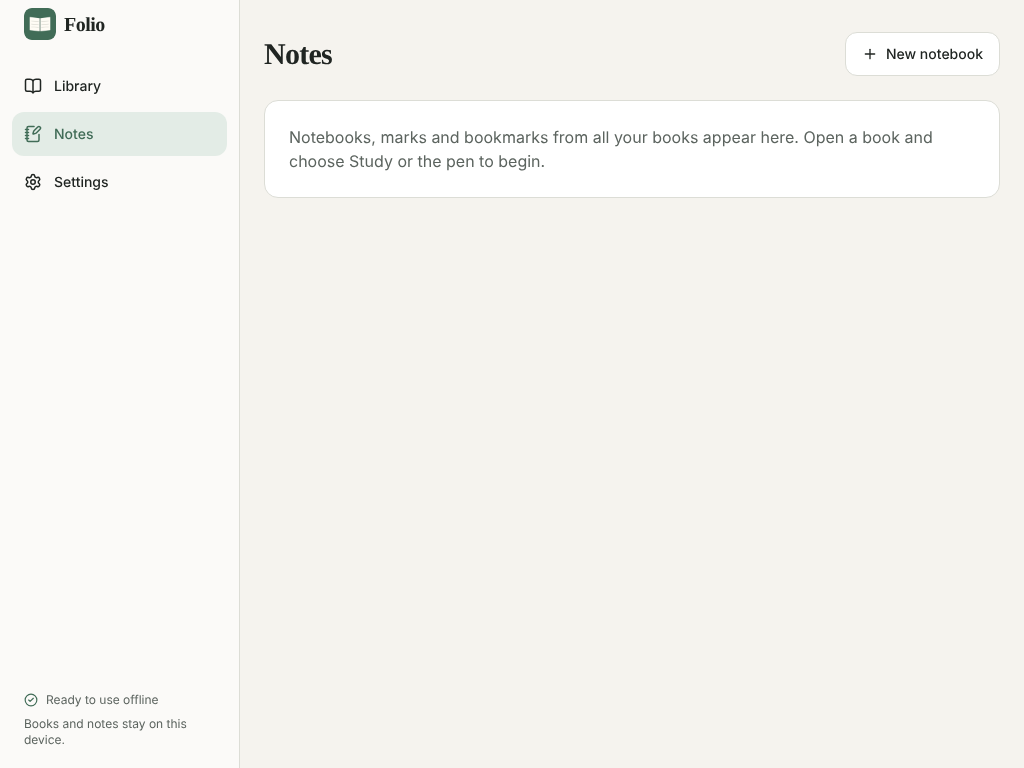 Folio
Library
Notes
Settings
Ready to use offline
Books and notes stay on this
device.
Notes
New notebook
Notebooks, marks and bookmarks from all your books appear here. Open a book and
choose Study or the pen to begin.